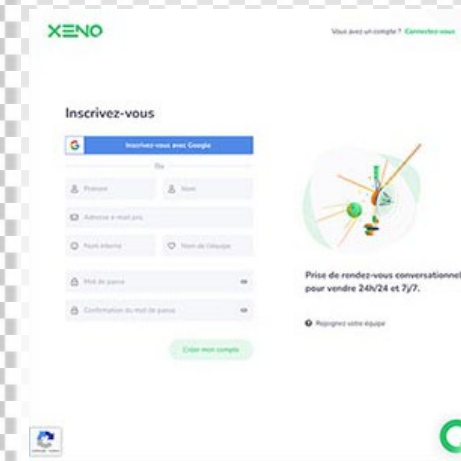 XENO
Vous avez un compte ? Connectez-vous
Inscrivez-vous
Inscrivez-vous avec Google
Ou
Prénom
Nom
Adresse e-mail pro.
Nom interne
Nom de l'équipe
Mot de passe
Confirmation du mot de passe
Créer mon compte
Prise de rendez-vous conversationnel
pour vendre 24h/24 et 7j/7.
Rejoignez votre équipe